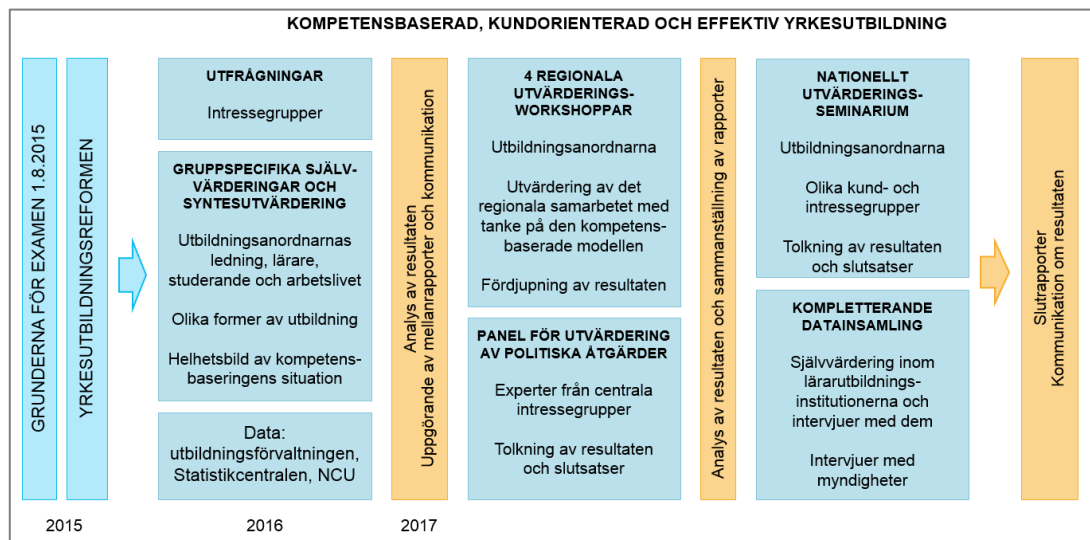 KOMPETENSBASERAD, KUNDORIENTERAD OCH EFFEKTIV YRKESUTBILDNING
GRUNDERNA FÖR EXAMEN 1.8.2015
YRKESUTBILDNINGSREFORMEN
UTFRÅGNINGAR
Intressegrupper
GRUPPSPECIFIKA SJÄLV-
VÄRDERINGAR OCH
SYNTESUTVÄRDERING
Utbildningsanordnarnas
ledning, lärare,
studerande och arbetslivet
Olika former av utbildning
Helhetsbild av kompetens-
baseringens situation
Data:
utbildningsförvaltningen,
Statistikcentralen, NCU
Analys av resultaten
Uppgörande av mellanrapporter och kommunikation
4 REGIONALA
UTVÄRDERINGS-
WORKSHOPPAR
Utbildningsanordnarna
Utvärdering av det
regionala samarbetet med
tanke på den kompetens-
baserade modellen
Fördjupning av resultaten
PANEL FÖR UTVÄRDERING
AV POLITISKA ÅTGÄRDER
Experter från centrala
intressegrupper
Tolkning av resultaten
och slutsatser
Analys av resultaten och sammanställning av rapporter
NATIONELLT
UTVÄRDERINGS-
SEMINARIUM
Utbildningsanordnarna
Olika kund- och
intressegrupper
Tolkning av resultaten
och slutsatser
KOMPLETTERANDE
DATAINSAMLING
Självvärdering inom
lärarutbildnings-
institutionerna och
intervjuer med dem
Intervjuer med
myndigheter
Slutrapporter
Kommunikation om resultaten
2015
2016
2017